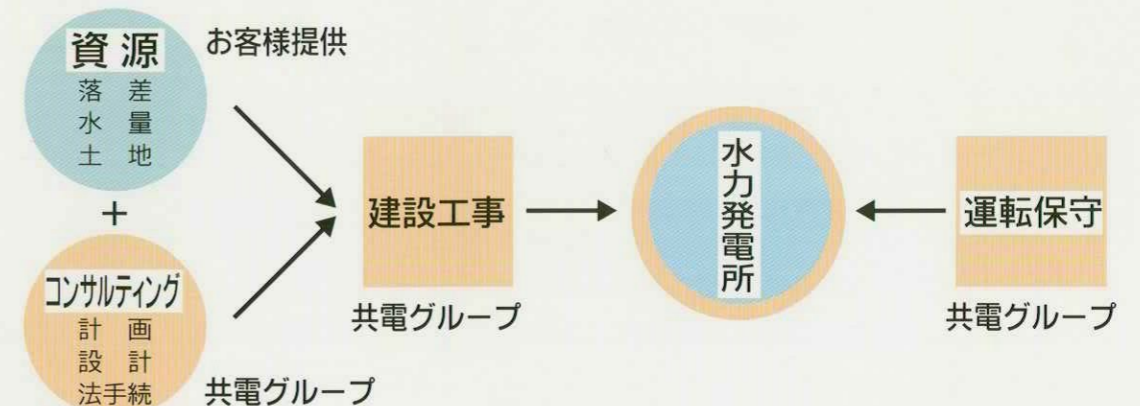 資源
落差
水量
土地
お客様提供
+
コンサルティング
計画
設計
法手続
共電グループ
建設工事
共電グループ
水力発電所
運転保守
共電グループ